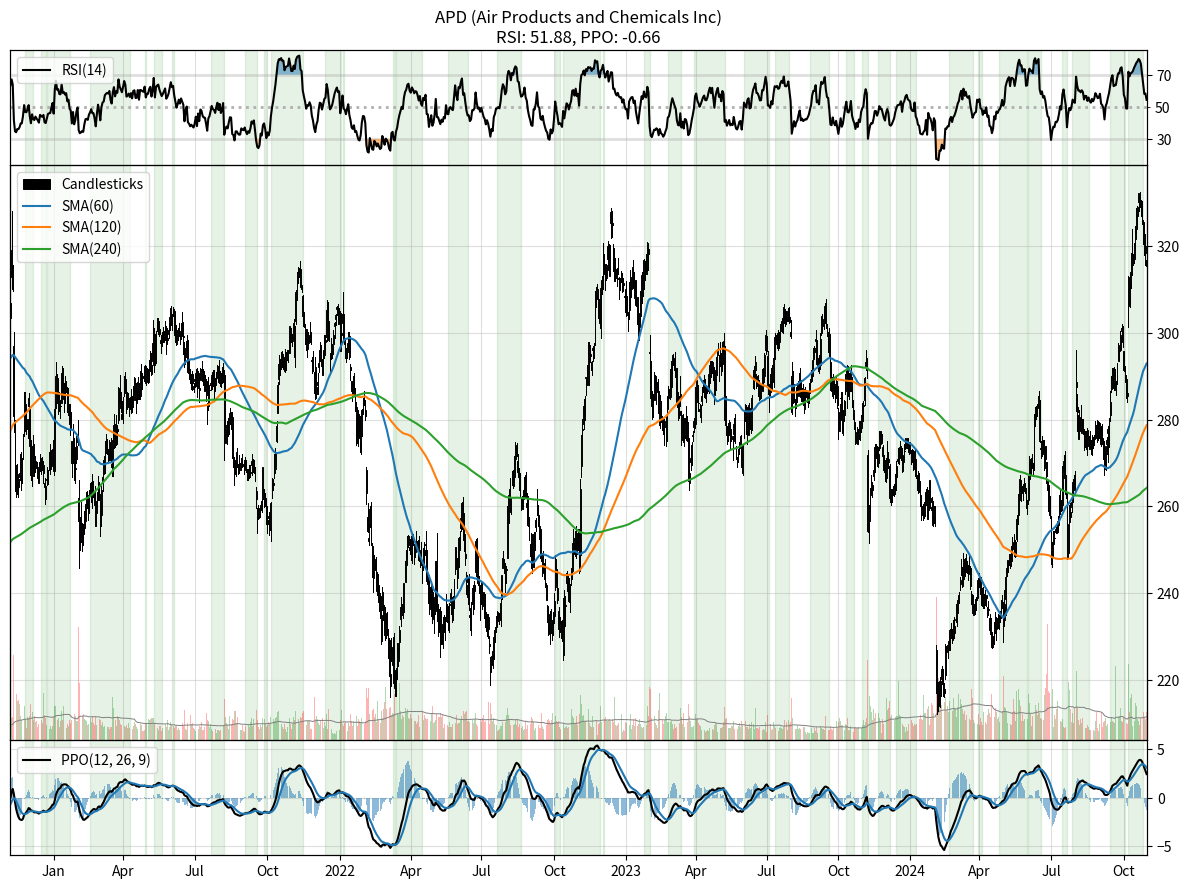 APD (Air Products and Chemicals Inc)
RSI: 51.88, PPO: -0.66
RSI(14)
70
50
30
Candlesticks
SMA(60)
SMA(120)
SMA(240)
320
300
280
260
240
220
PPO(12, 26, 9)
5
0
−5
Jan Apr Jul Oct 2022 Apr Jul Oct 2023 Apr Jul Oct 2024 Apr Jul Oct